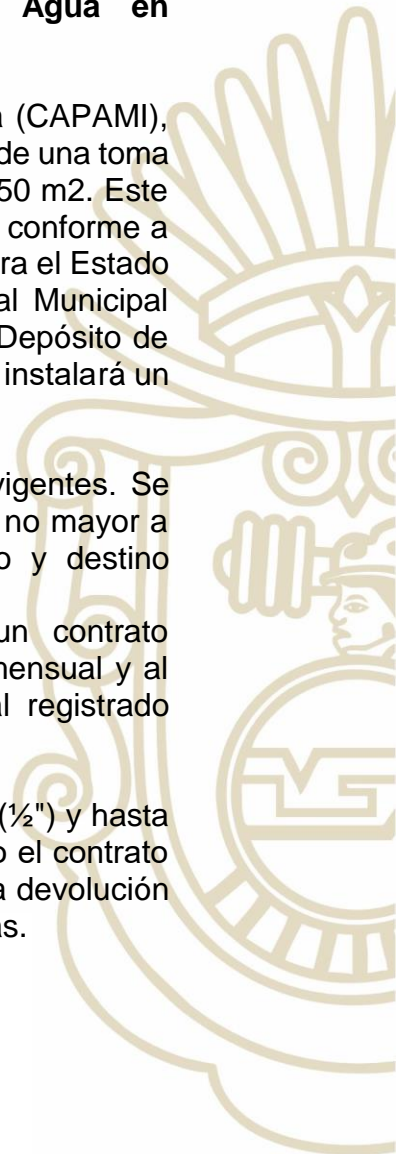 Agua en
a (CAPAMI),
de una toma
50 m2. Este
conforme a
ra el Estado
al Municipal
Depósito de
instalará un
vigentes. Se
no mayor a
o y destino
un contrato
mensual y al
al registrado
(½") y hasta
o el contrato
a devolución
as.